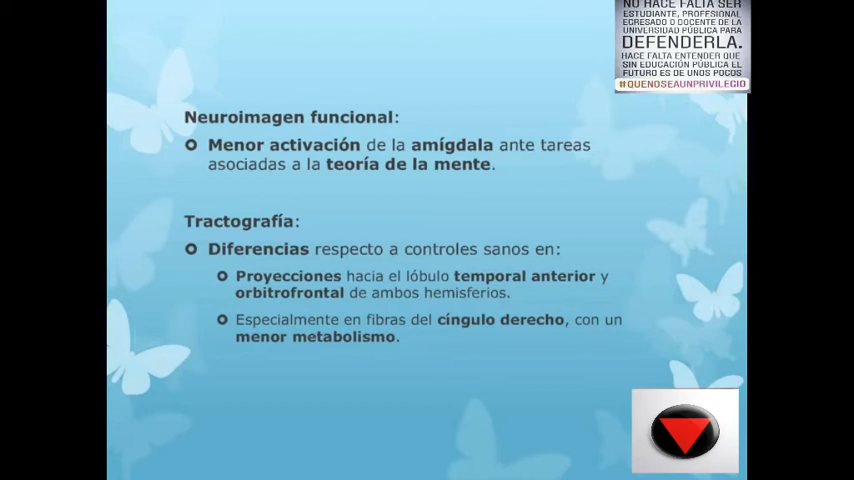 NO HACE FALTA SER
ESTUDIANTE, PROFESIONAL
EGRESADO O DOCENTE DE LA
UNIVERSIDAD PÚBLICA PARA
DEFENDERLA.
HACE FALTA ENTENDER QUE
SIN EDUCACIÓN PÚBLICA EL
FUTURO ES DE UNOS POCOS
#QUENOSEAUNPRIVILEGIO
Neuroimagen funcional:
Menor activación de la amígdala ante tareas
asociadas a la teoría de la mente.
Tractografía:
Diferencias respecto a controles sanos en:
Proyecciones hacia el lóbulo temporal anterior y
orbitrofrontal de ambos hemisferios.
Especialmente en fibras del cíngulo derecho, con un
menor metabolismo.